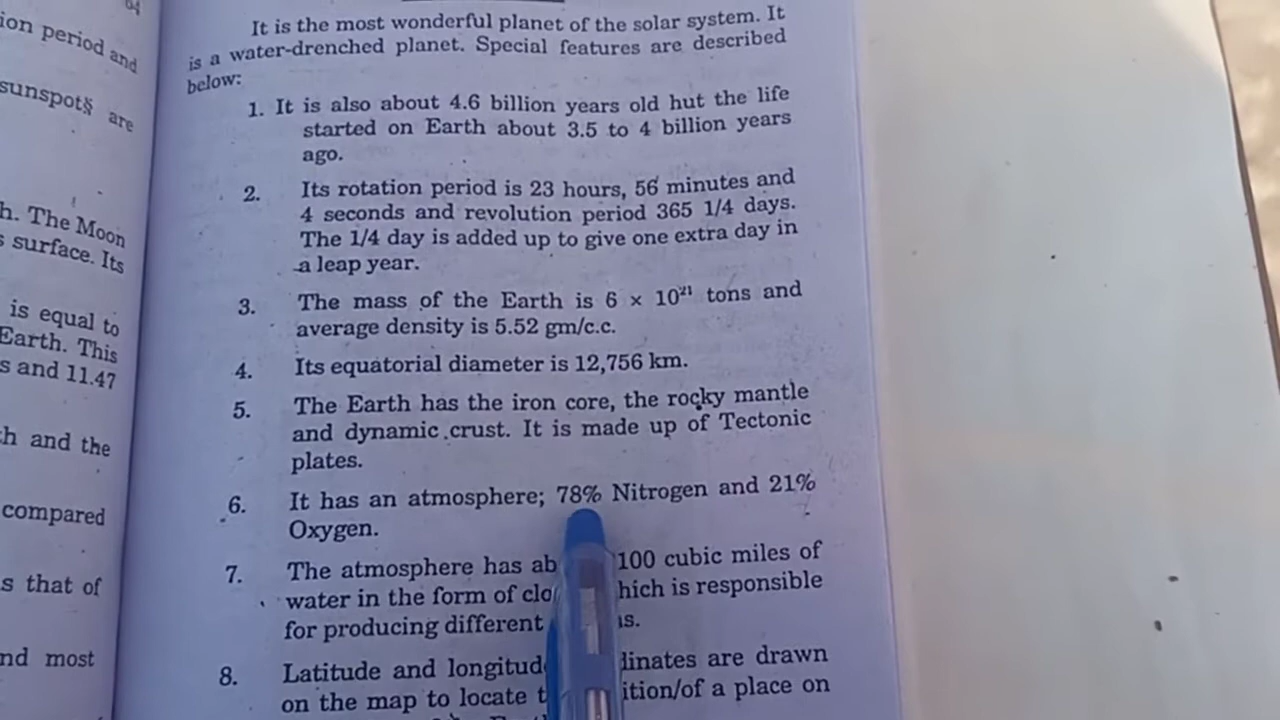 04
ion period and
sunspot§ are
h. The Moon
s surface. Its
is equal to
Earth. This
s and 11.47
h and the
compared
s that of
nd most
It is the most wonderful planet of the solar system. It
is a water-drenched planet. Special features are described
below:
1. It is also about 4.6 billion years old hut the life
started on Earth about 3.5 to 4 billion years
ago.
2. Its rotation period is 23 hours, 56 minutes and
4 seconds and revolution period 365 1/4 days.
The 1/4 day is added up to give one extra day in
a leap year.
3. The mass of the Earth is 6 × 10²¹ tons and
average density is 5.52 gm/c.c.
4. Its equatorial diameter is 12,756 km.
5. The Earth has the iron core, the rocky mantle
and dynamic crust. It is made up of Tectonic
plates.
6. It has an atmosphere; 78% Nitrogen and 21%
Oxygen.
7. The atmosphere has ab 100 cubic miles of
water in the form of clo hich is responsible
for producing different ns.
8. Latitude and longitud dinates are drawn
on the map to locate t ition/of a place on